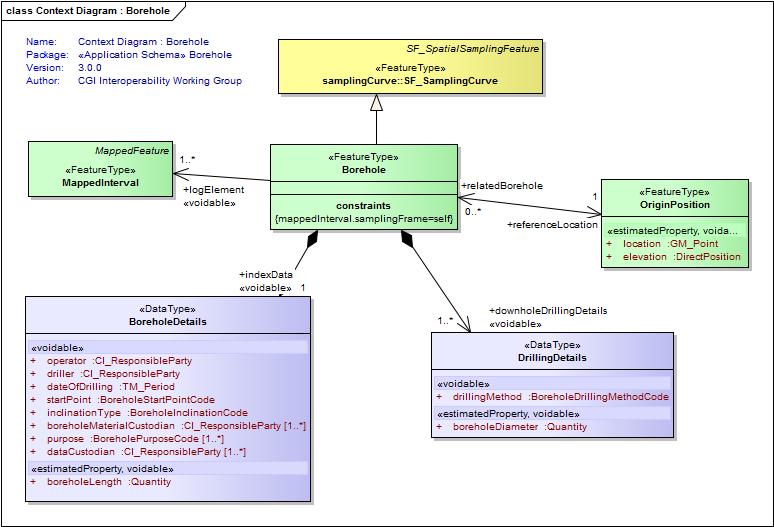 class Context Diagram : Borehole
Name: Context Diagram : Borehole
Package: «Application Schema» Borehole
Version: 3.0.0
Author: CGI Interoperability Working Group
SF_SpatialSamplingFeature
«FeatureType»
samplingCurve::SF_SamplingCurve
MappedFeature
«FeatureType»
MappedInterval
1..*
+logElement
«voidable»
«FeatureType»
Borehole
constraints
{mappedInterval.samplingFrame=self}
+relatedBorehole
0..*
1
+referenceLocation
«FeatureType»
OriginPosition
«estimatedProperty, voida...
+ location :GM_Point
+ elevation :DirectPosition
+indexData
«voidable» 1
«DataType»
BoreholeDetails
«voidable»
+ operator :CI_ResponsibleParty
+ driller :CI_ResponsibleParty
+ dateOfDrilling :TM_Period
+ startPoint :BoreholeStartPointCode
+ inclinationType :BoreholeInclinationCode
+ boreholeMaterialCustodian :CI_ResponsibleParty [1..*]
+ purpose :BoreholePurposeCode [1..*]
+ dataCustodian :CI_ResponsibleParty [1..*]
«estimatedProperty, voidable»
+ boreholeLength :Quantity
+downholeDrillingDetails
1..* «voidable»
«DataType»
DrillingDetails
«voidable»
+ drillingMethod :BoreholeDrillingMethodCode
«estimatedProperty, voidable»
+ boreholeDiameter :Quantity